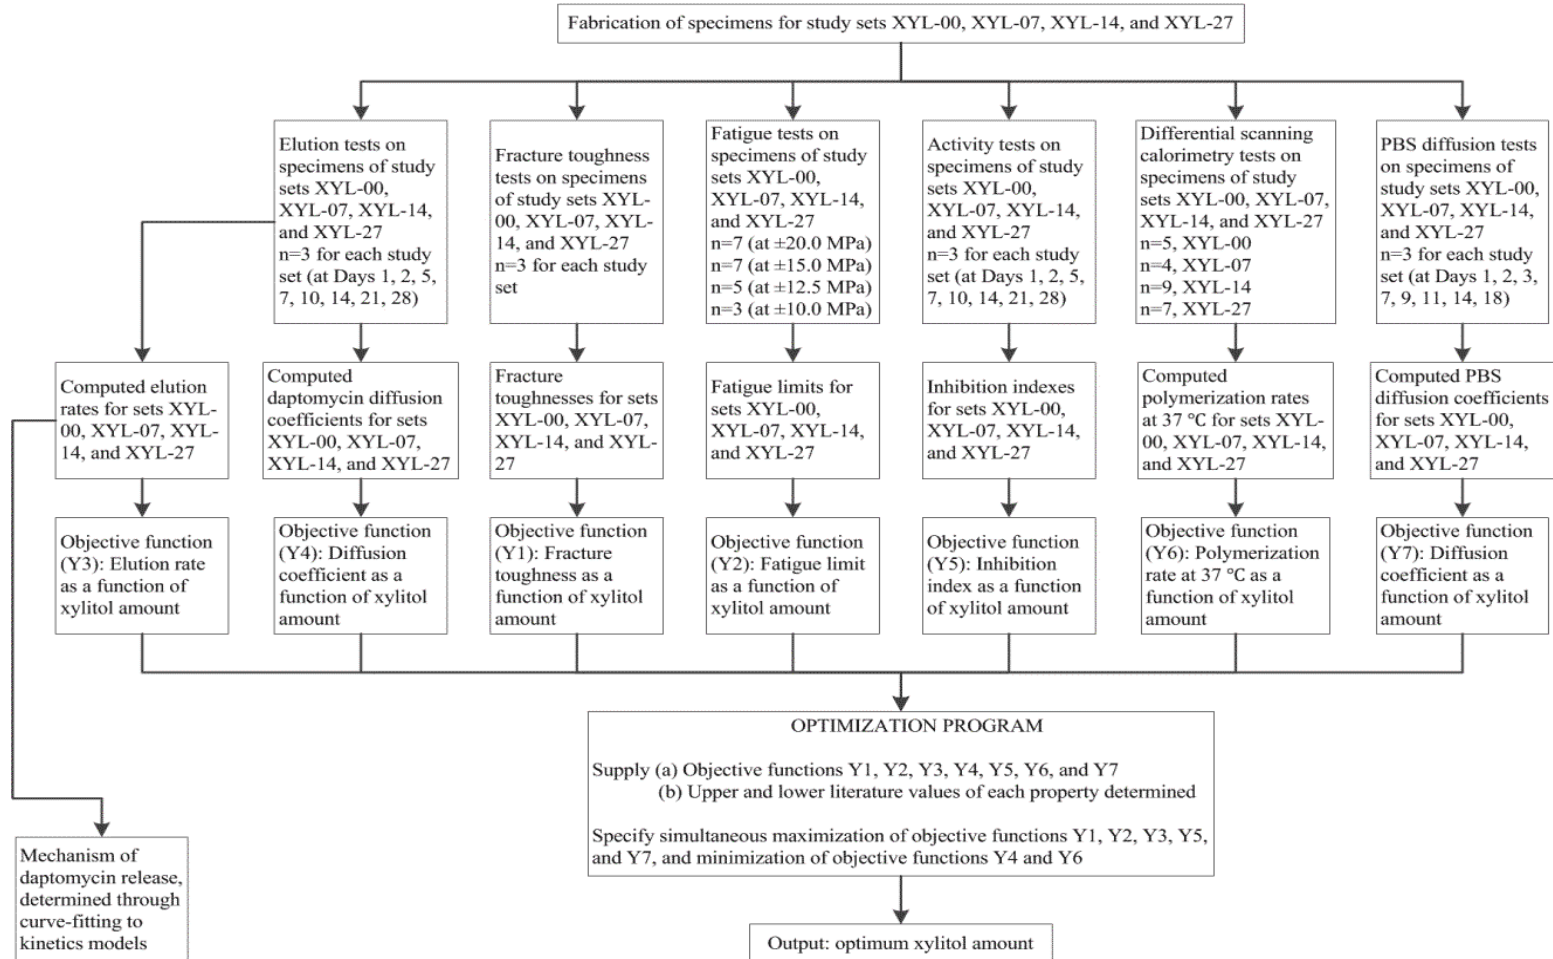 Fabrication of specimens for study sets XYL-00, XYL-07, XYL-14, and XYL-27
Elution tests on
specimens of study
sets XYL-00,
XYL-07, XYL-14,
and XYL-27
n=3 for each study
set (at Days 1, 2, 5,
7, 10, 14, 21, 28)
Fracture toughness
tests on specimens
of study sets XYL-
00, XYL-07, XYL-
14, and XYL-27
n=3 for each study
set
Fatigue tests on
specimens of study
sets XYL-00,
XYL-07, XYL-14,
and XYL-27
n=7 (at ±20.0 MPa)
n=7 (at ±15.0 MPa)
n=5 (at ±12.5 MPa)
n=3 (at ±10.0 MPa)
Activity tests on
specimens of study
sets XYL-00,
XYL-07, XYL-14,
and XYL-27
n=3 for each study
set (at Days 1, 2, 5,
7, 10, 14, 21, 28)
Differential scanning
calorimetry tests on
specimens of study
sets XYL-00, XYL-07,
XYL-14, and XYL-27
n=5, XYL-00
n=4, XYL-07
n=9, XYL-14
n=7, XYL-27
PBS diffusion tests
on specimens of
study sets XYL-00,
XYL-07, XYL-14,
and XYL-27
n=3 for each study
set (at Days 1, 2, 3,
7, 9, 11, 14, 18)
Computed elution
rates for sets XYL-
00, XYL-07, XYL-
14, and XYL-27
Computed
daptomycin diffusion
coefficients for sets
XYL-00, XYL-07,
XYL-14, and XYL-27
Fracture
toughnesses for sets
XYL-00, XYL-07,
XYL-14, and XYL-
27
Fatigue limits for
sets XYL-00,
XYL-07, XYL-14,
and XYL-27
Inhibition indexes
for sets XYL-00,
XYL-07, XYL-14,
and XYL-27
Computed
polymerization rates
at 37 °C for sets XYL-
00, XYL-07, XYL-14,
and XYL-27
Computed PBS
diffusion coefficients
for sets XYL-00,
XYL-07, XYL-14,
and XYL-27
Objective function
(Y3): Elution rate
as a function of
xylitol amount
Objective function
(Y4): Diffusion
coefficient as a
function of xylitol
amount
Objective function
(Y1): Fracture
toughness as a
function of xylitol
amount
Objective function
(Y2): Fatigue limit
as a function of
xylitol amount
Objective function
(Y5): Inhibition
index as a function
of xylitol amount
Objective function
(Y6): Polymerization
rate at 37 °C as a
function of xylitol
amount
Objective function
(Y7): Diffusion
coefficient as a
function of xylitol
amount
OPTIMIZATION PROGRAM
Supply (a) Objective functions Y1, Y2, Y3, Y4, Y5, Y6, and Y7
(b) Upper and lower literature values of each property determined
Specify simultaneous maximization of objective functions Y1, Y2, Y3, Y5,
and Y7, and minimization of objective functions Y4 and Y6
Mechanism of
daptomycin release,
determined through
curve-fitting to
kinetics models
Output: optimum xylitol amount